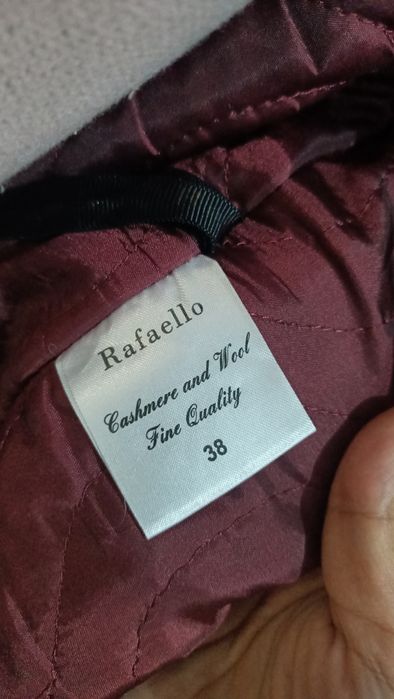 Rafaello
Cashmere and Wool
Fine Quality
38